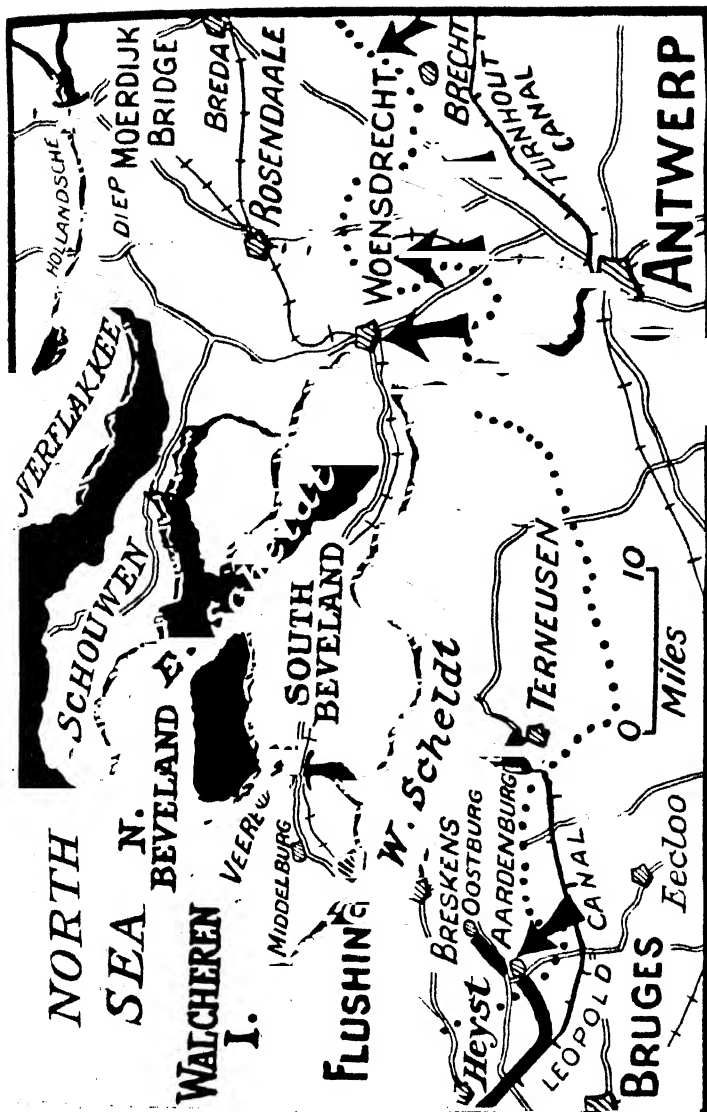 NORTH
SEA
N.
BEVELAND
WALCHEREN
I.
VEERE
MIDDELBURG
FLUSHING
SCHOUWEN
OVERFLAKKEE
HOLLANDSCHE
DIEP
MOERDIJK
BRIDGE
BREDA
ROSENDAALE
E. Scheldt
SOUTH
BEVELAND
W. Scheldt
WOENSDRECHT
BRECHT
TURNHOUT
CANAL
ANTWERP
TERNEUSEN
BRESKENS
OOSTBURG
AARDENBURG
Heyst
LEOPOLD CANAL
Eecloo
BRUGES
0 10
Miles